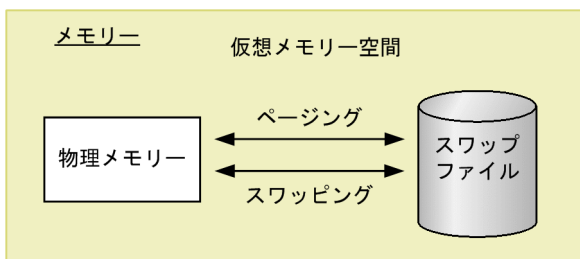 メモリー
仮想メモリー空間
ページング
物理メモリー
スワップ
ファイル
スワッピング